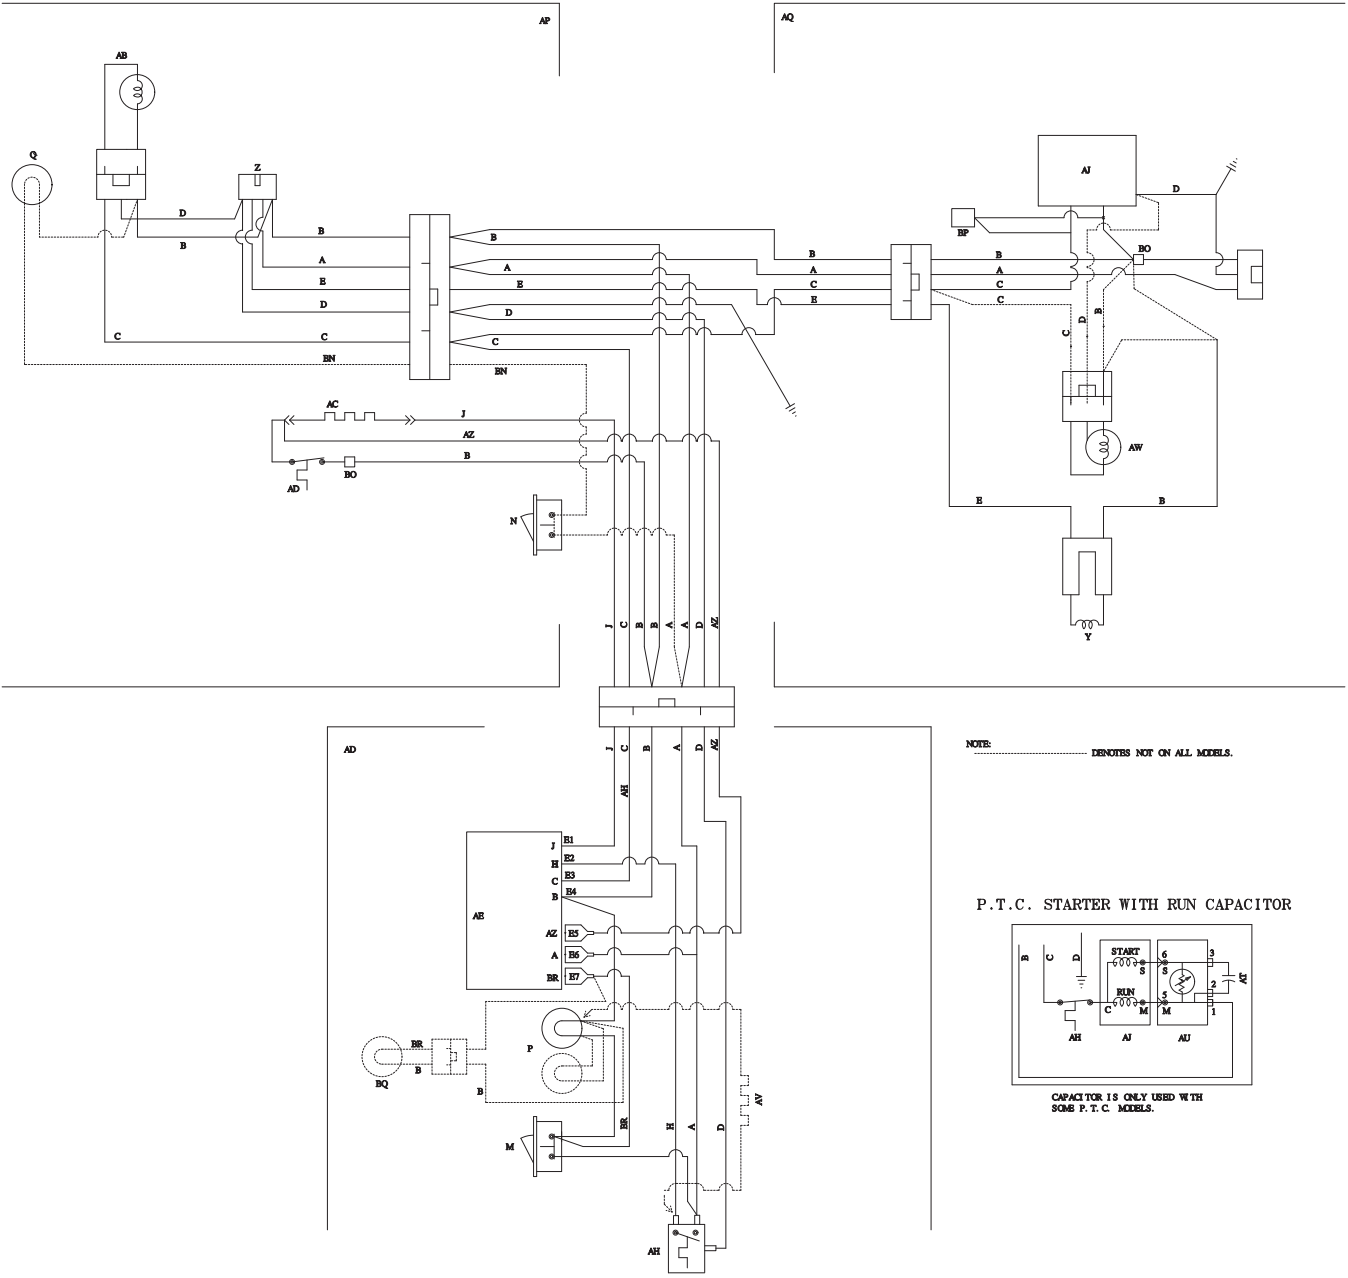 AP
AQ
AB
Q
Z
AJ
D
D
BP
B
B
B
BO
B
B
B
A
A
A
A
E
E
C
C
D
D
E
C
B
D
C
C
C
C
BN
BN
AC
J
AZ
B
AD
BO
AW
N
E
B
J
C
B
B
A
A
D
AZ
Y
J
C
B
A
D
AZ
AD
NOTE:
DENOTES NOT ON ALL MODELS.
AH
J
E1
H
E2
C
E3
B
E4
AE
AZ
E5
A
E6
BR
E7
P.T.C. STARTER WITH RUN CAPACITOR
B
C
D
START
S
6
S
3
2
AT
RUN
C
M
5
M
1
AH
AJ
AU
CAPACITOR IS ONLY USED WITH
SOME P. T. C. MODELS.
P
BR
B
BQ
B
AV
BR
H
A
D
M
AH